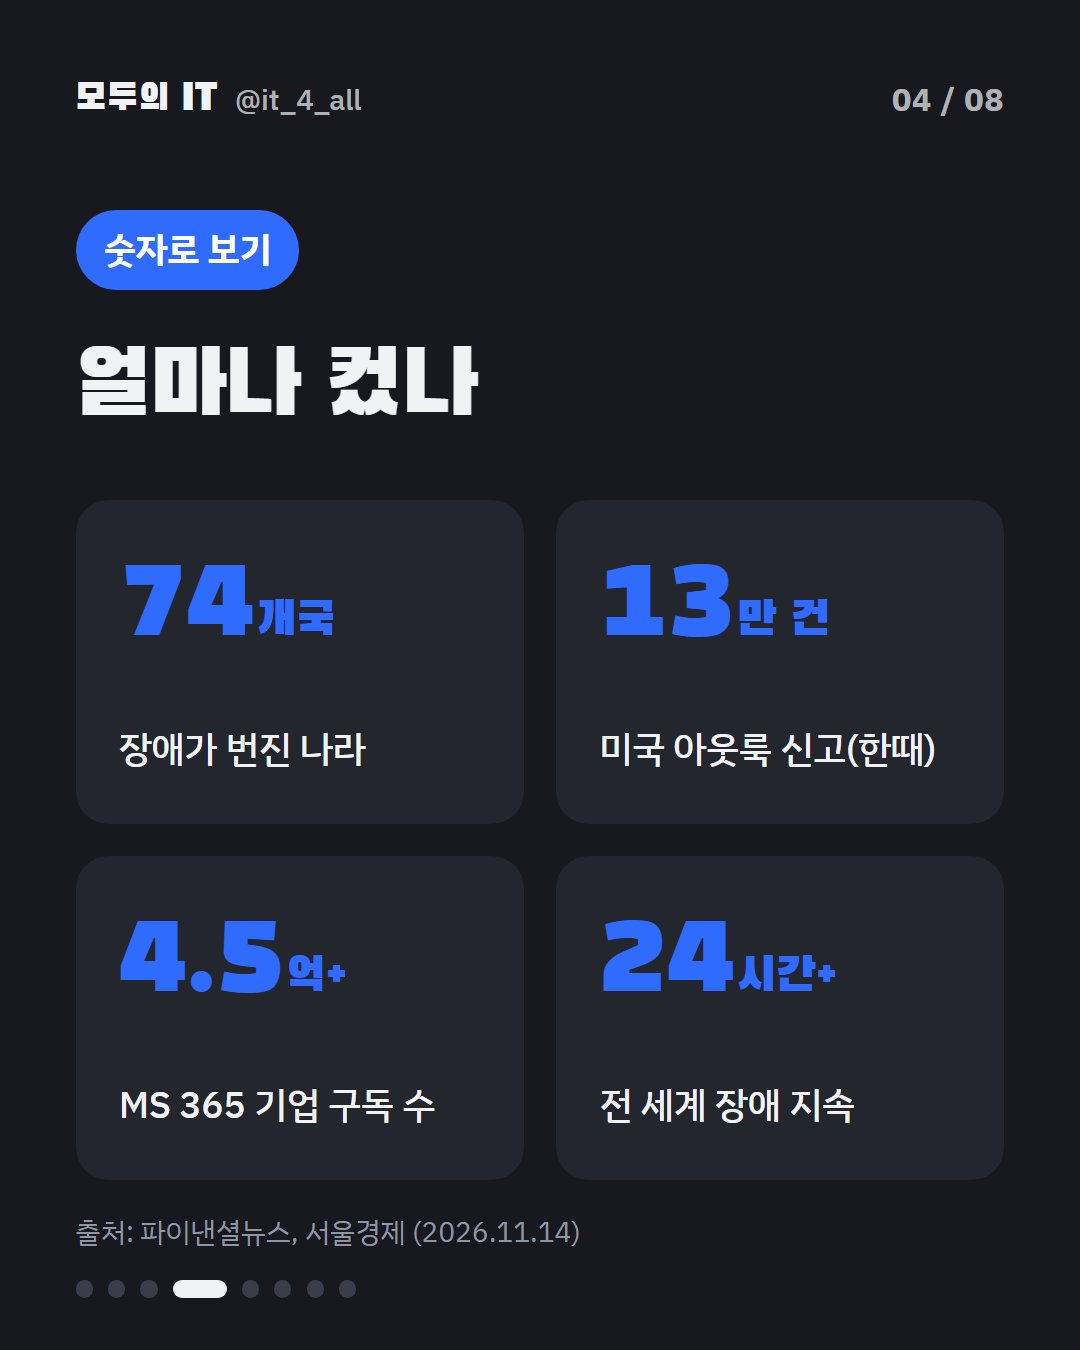 모두의 IT @it_4_all
04 / 08
숫자로 보기
얼마나 컸나
74개국
장애가 번진 나라
13만 건
미국 아웃룩 신고(한때)
4.5억+
MS 365 기업 구독 수
24시간+
전 세계 장애 지속
출처: 파이낸셜뉴스, 서울경제 (2026.11.14)